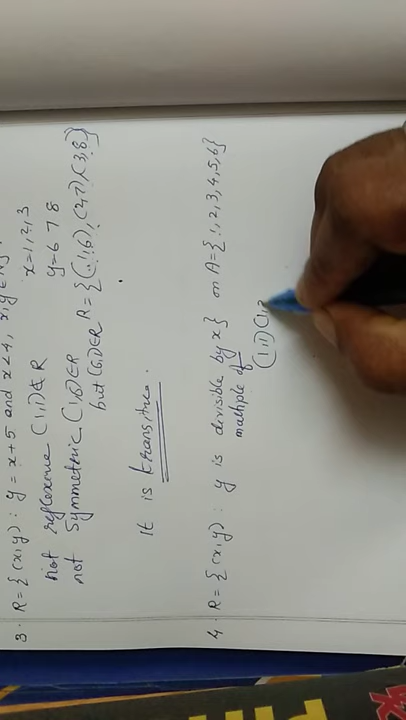 3. R = { (x,y) : y = x + 5 and x < 4, x,y ∈ N}.
not reflexive (1,1) ∉ R x = 1, 2, 3
not symmetric (1,6) ∈ R y = 6 7 8
but (6,1) ∉ R R = {(1,6), (2,7), (3,8)}
it is transitive.
4. R = { (x,y) : y is divisible by x} on A = {1,2,3,4,5,6}
multiple of
(1,1) (1,